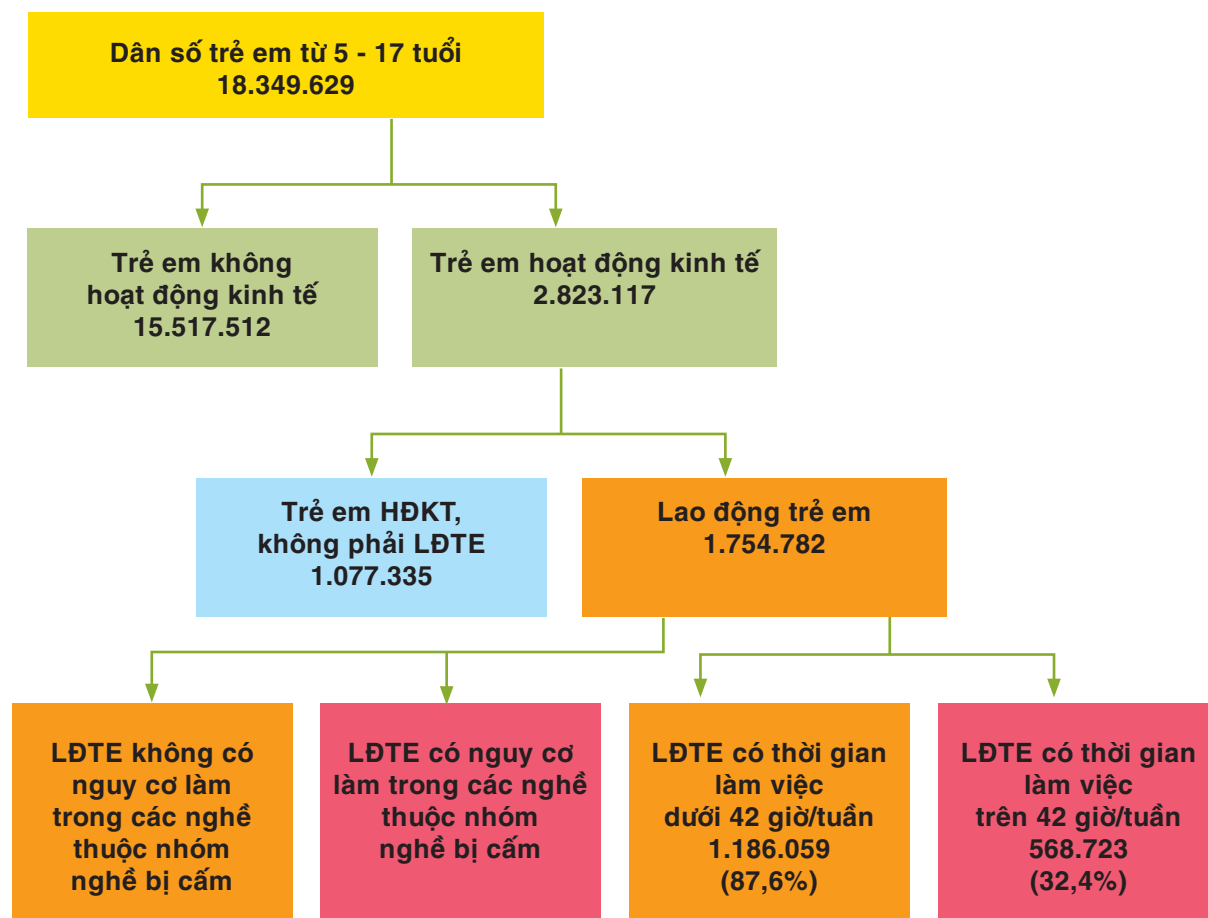 Dân số trẻ em từ 5 - 17 tuổi
18.349.629
Trẻ em không
hoạt động kinh tế
15.517.512
Trẻ em hoạt động kinh tế
2.823.117
Trẻ em HĐKT,
không phải LĐTE
1.077.335
Lao động trẻ em
1.754.782
LĐTE không có
nguy cơ làm
trong các nghề
thuộc nhóm
nghề bị cấm
LĐTE có nguy cơ
làm trong các nghề
thuộc nhóm
nghề bị cấm
LĐTE có thời gian
làm việc
dưới 42 giờ/tuần
1.186.059
(87,6%)
LĐTE có thời gian
làm việc
trên 42 giờ/tuần
568.723
(32,4%)